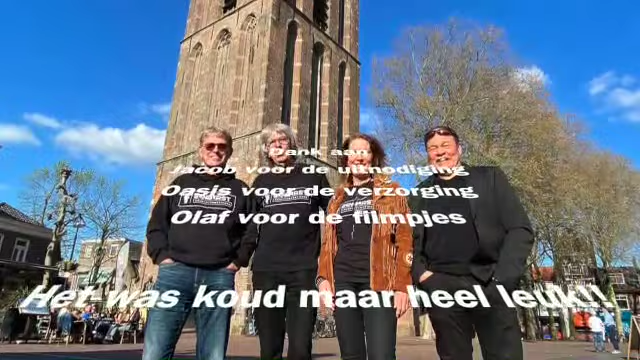 Dank aan
Jacob voor de uitnodiging
Oasis voor de verzorging
Olaf voor de filmpjes
Het was koud maar heel leuk!!